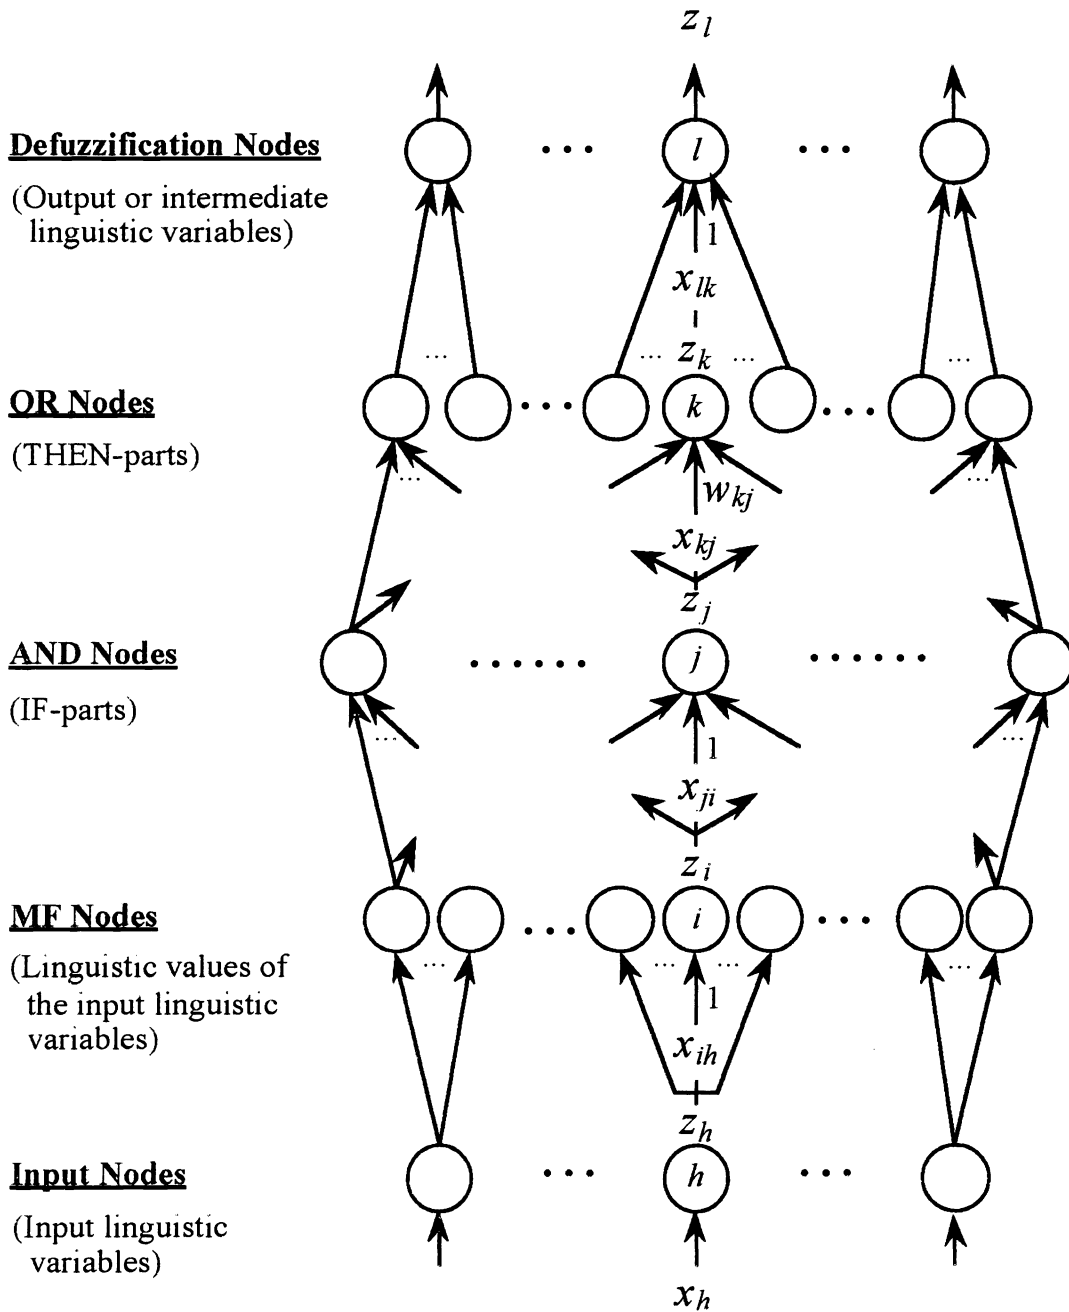 z_l
Defuzzification Nodes
(Output or intermediate
linguistic variables)
l
1
x_lk
... z_k ...
OR Nodes
(THEN-parts)
k
w_kj
x_kj
z_j
AND Nodes
(IF-parts)
j
1
x_ji
z_i
MF Nodes
(Linguistic values of
the input linguistic
variables)
i
1
x_ih
z_h
Input Nodes
(Input linguistic
variables)
h
x_h